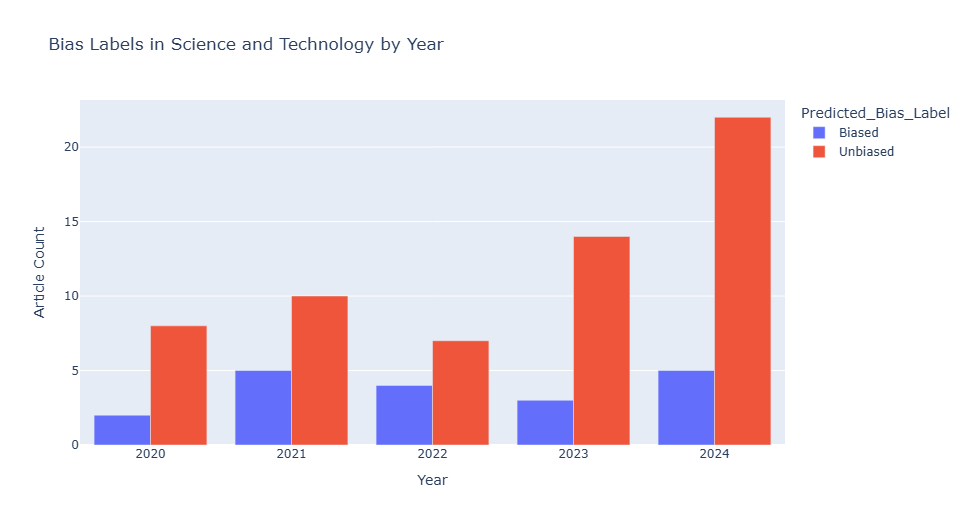 Bias Labels in Science and Technology by Year
Predicted_Bias_Label
Biased
Unbiased
Article Count
20
15
10
5
0
2020 2021 2022 2023 2024
Year